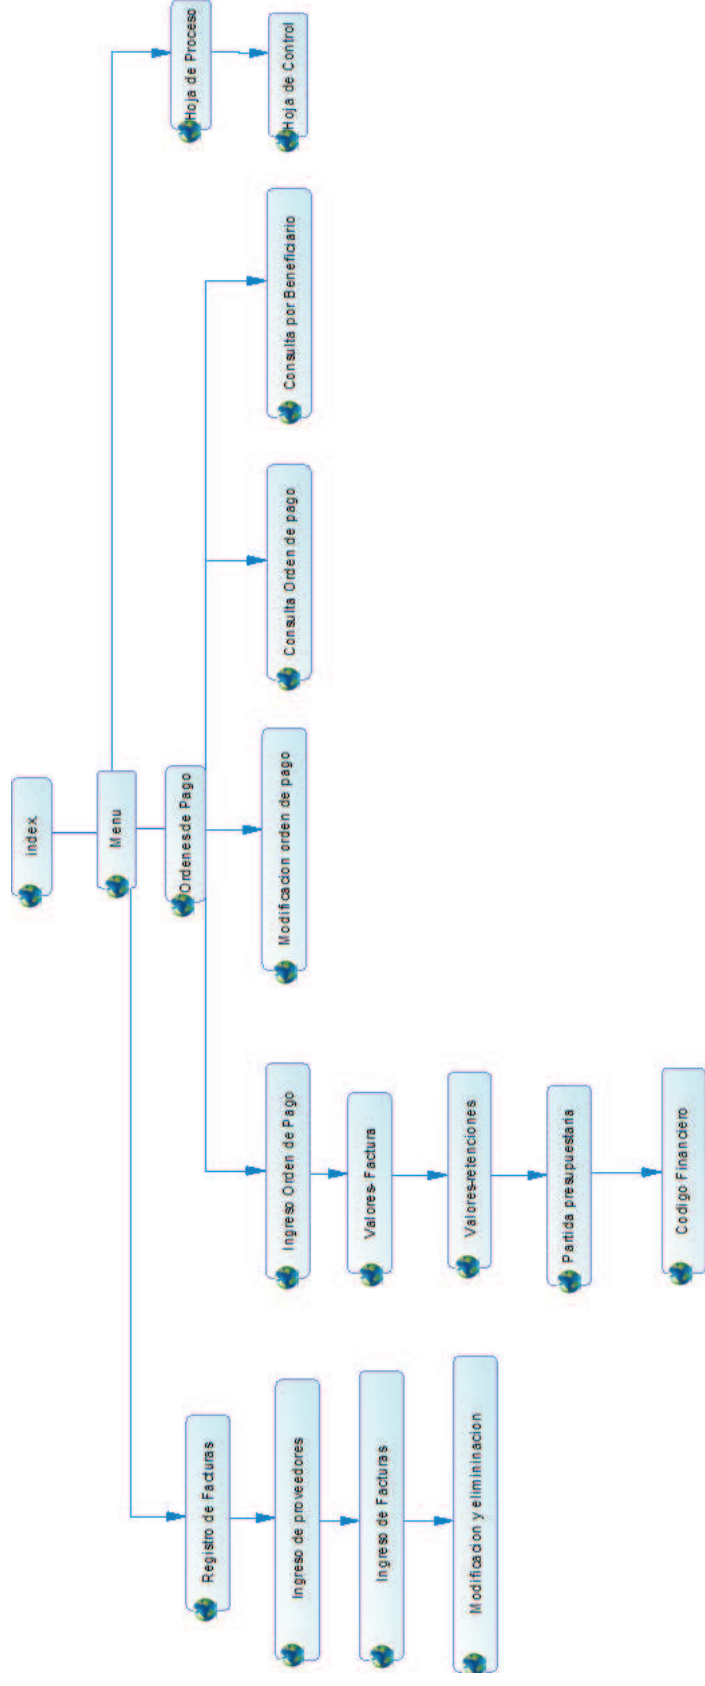 index
Menu
Ordenes de Pago
Registro de Facturas
Ingreso de proveedores
Ingreso de Facturas
Modificacion y elimininacion
Ingreso Orden de Pago
Valores- Factura
Valores-retenciones
Partida presupuestaria
Codigo Financiero
Modificacion orden de pago
Consulta Orden de pago
Consulta por Beneficiario
Hoja de Proceso
Hoja de Control